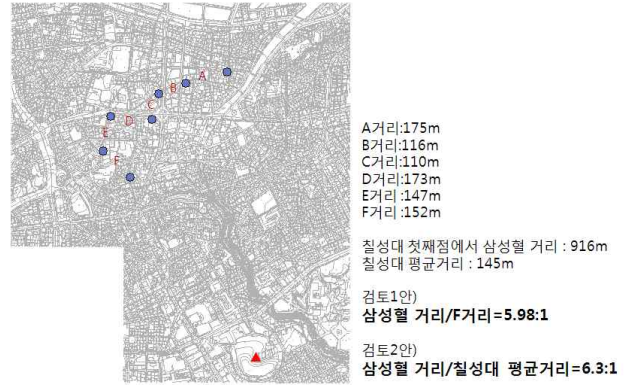 A
B
C
D
E
F
A거리:175m
B거리:116m
C거리:110m
D거리:173m
E거리:147m
F거리:152m
칠성대 첫째점에서 삼성혈 거리 : 916m
칠성대 평균거리 : 145m
검토1안)
삼성혈 거리/F거리=5.98:1
검토2안)
삼성혈 거리/칠성대 평균거리=6.3:1